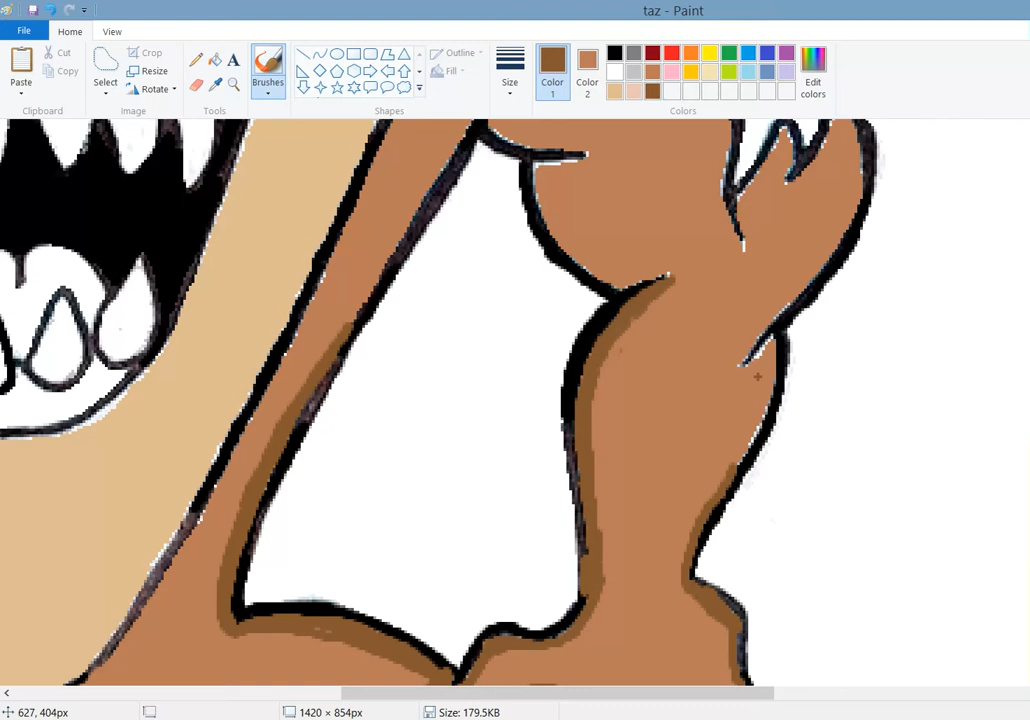 taz - Paint
File Home View
Paste
Cut
Copy
Clipboard
Select
Crop
Resize
Rotate
Image
A
Tools
Brushes
Shapes
Outline
Fill
Size
Color 1
Color 2
Edit colors
Colors
627, 404px
1420 × 854px
Size: 179.5KB